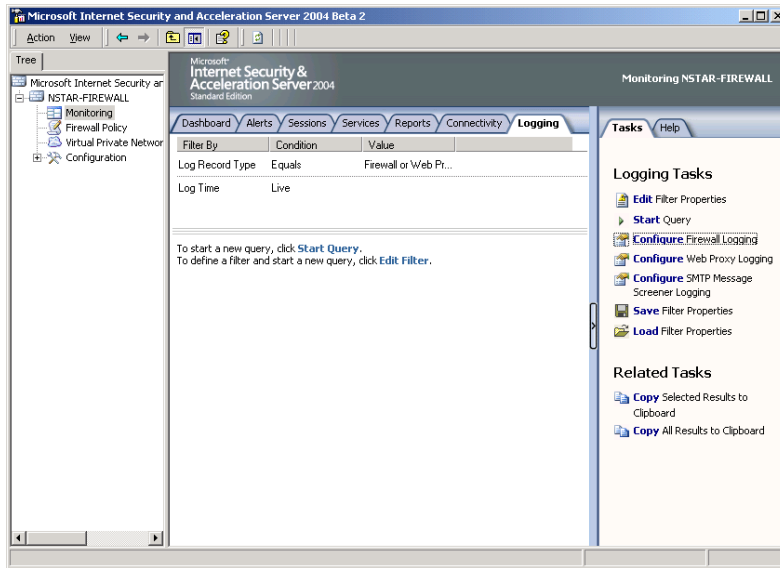 Microsoft Internet Security and Acceleration Server 2004 Beta 2
Action View
Tree
Microsoft Internet Security ar
NSTAR-FIREWALL
Monitoring
Firewall Policy
Virtual Private Networ
Configuration
Microsoft
Internet Security &
Acceleration Server 2004
Standard Edition
Monitoring NSTAR-FIREWALL
Dashboard Alerts Sessions Services Reports Connectivity Logging
Filter By Condition Value
Log Record Type Equals Firewall or Web Pr...
Log Time Live
To start a new query, click Start Query.
To define a filter and start a new query, click Edit Filter.
Tasks Help
Logging Tasks
Edit Filter Properties
Start Query
Configure Firewall Logging
Configure Web Proxy Logging
Configure SMTP Message
Screener Logging
Save Filter Properties
Load Filter Properties
Related Tasks
Copy Selected Results to
Clipboard
Copy All Results to Clipboard